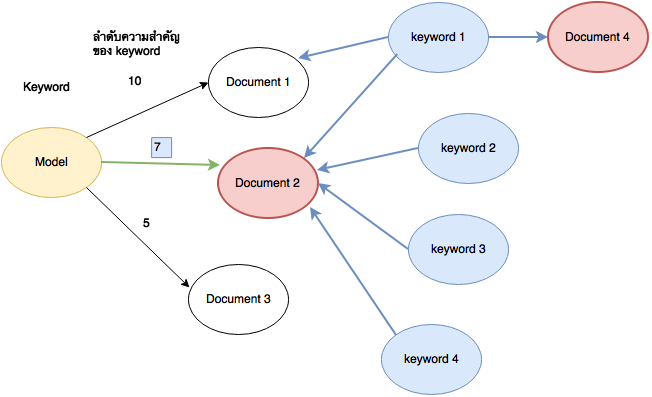 ลำดับความสำคัญ
ของ keyword
Keyword
10
Document 1
keyword 1
Document 4
Model
7
Document 2
keyword 2
5
keyword 3
Document 3
keyword 4